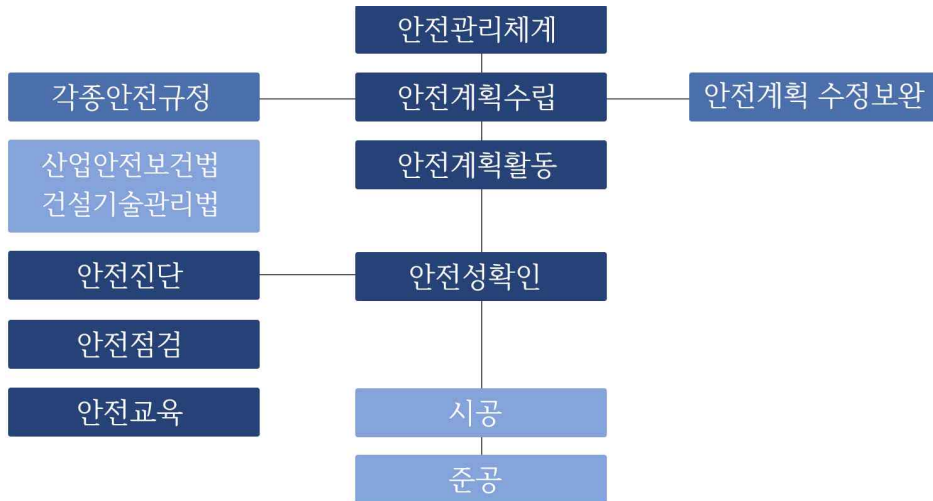 안전관리체계
각종안전규정
안전계획수립
안전계획 수정보완
산업안전보건법
건설기술관리법
안전계획활동
안전진단
안전성확인
안전점검
안전교육
시공
준공